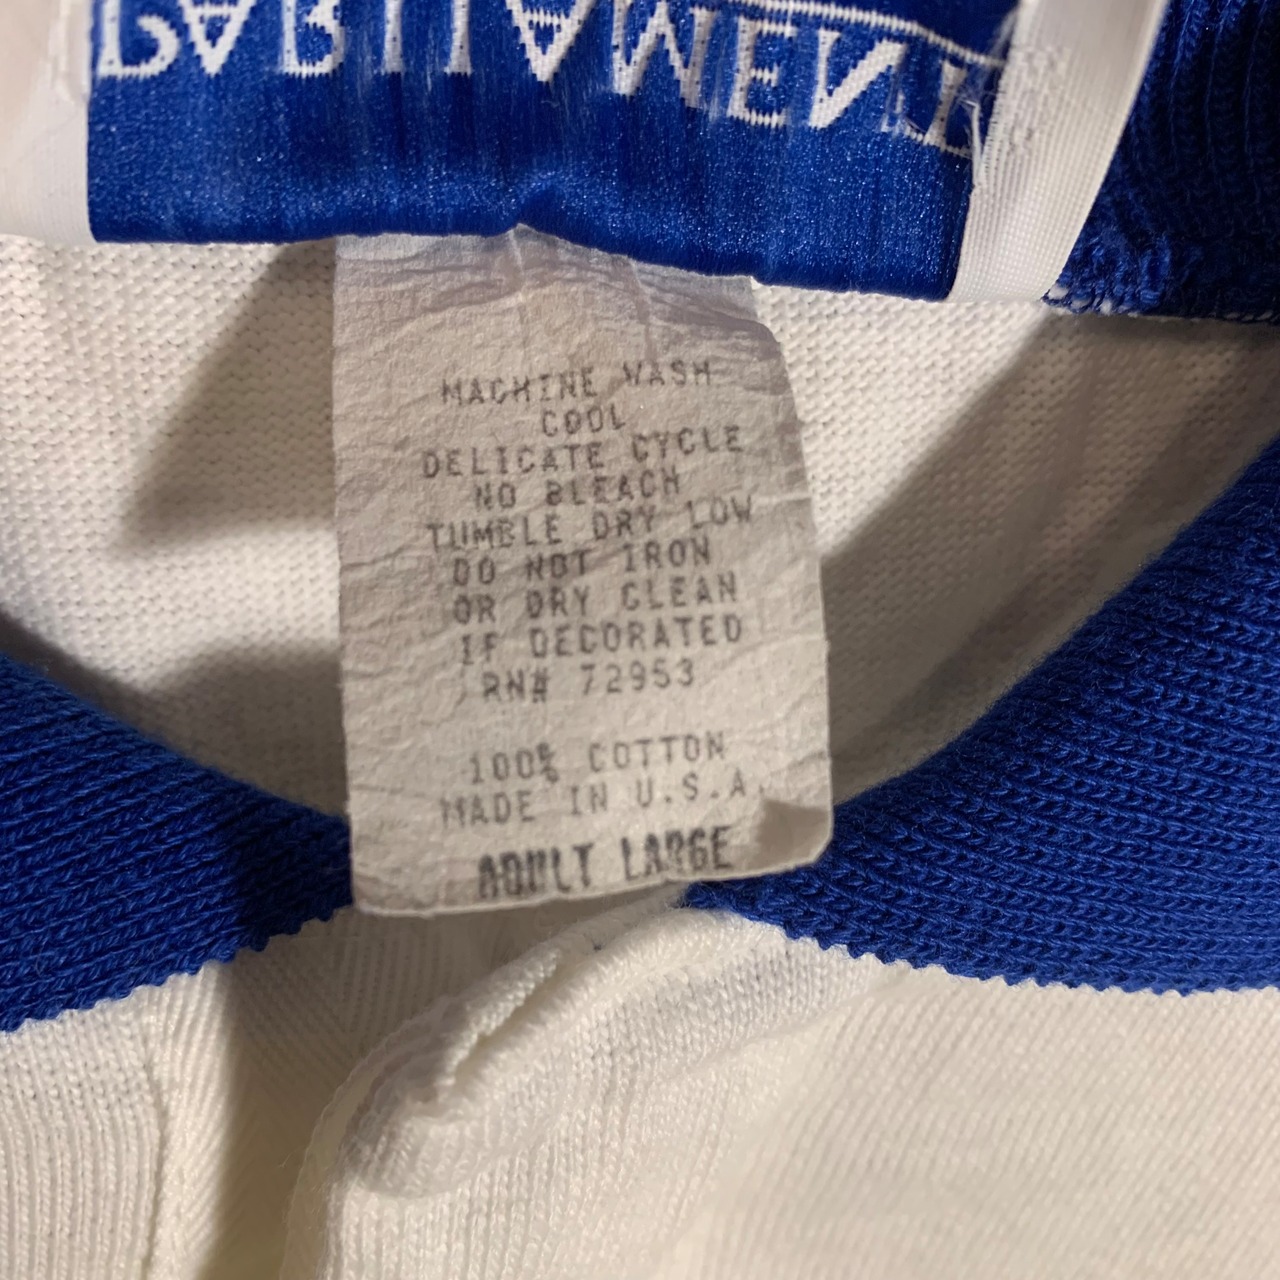 PARLIAMENT
MACHINE WASH
COOL
DELICATE CYCLE
NO BLEACH
TUMBLE DRY LOW
DO NOT IRON
OR DRY CLEAN
IF DECORATED
RN# 72953
100% COTTON
MADE IN U.S.A.
ADULT LARGE